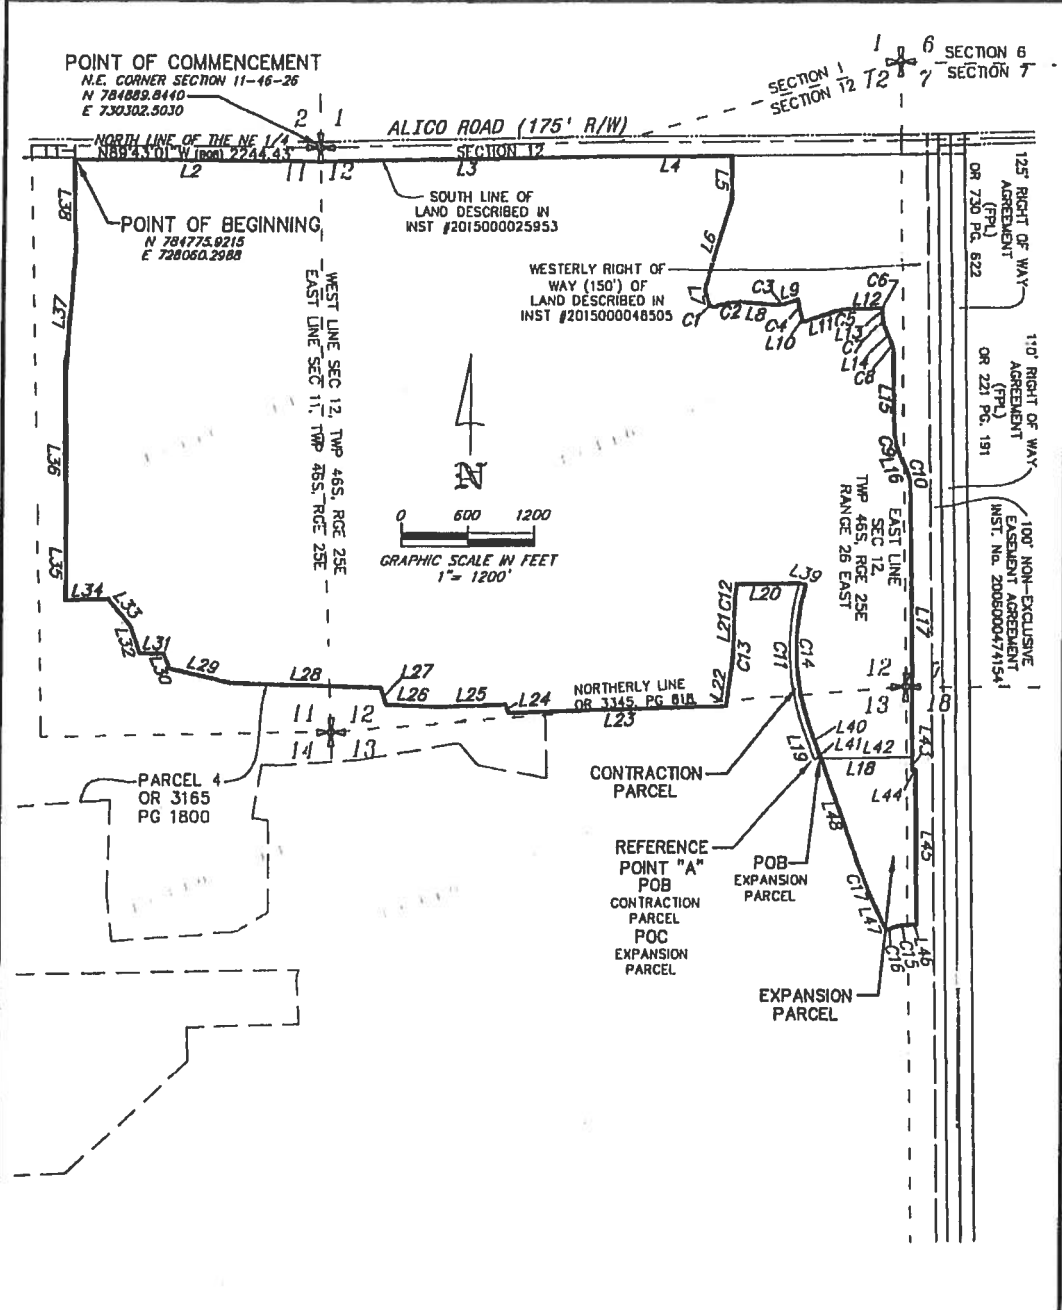 POINT OF COMMENCEMENT
N.E. CORNER SECTION 11-46-26
N 784889.8440
E 730302.5030
NORTH LINE OF THE NE 1/4
N89°43'01"W (BOB) 2244.43'
2 1
11 12
ALICO ROAD (175' R/W)
SECTION 12
SECTION 1
SECTION 12
1 6
12 7
SECTION 6
SECTION 7
L1
L2
L3
L4
L5
L38
POINT OF BEGINNING
N 784775.9215
E 728060.2988
SOUTH LINE OF
LAND DESCRIBED IN
INST #2015000025953
WESTERLY RIGHT OF
WAY (150') OF
LAND DESCRIBED IN
INST #2015000048505
L6
L7
C1
C2
L8
C3
L9
C4
L10
L11
C5
L12
C6
L13
C7
L14
C8
L15
C9
L16
C10
125' RIGHT OF WAY
AGREEMENT
(FPL)
OR 730 PG. 622
110' RIGHT OF WAY
AGREEMENT
(FPL)
OR 221 PG. 191
100' NON-EXCLUSIVE
EASEMENT AGREEMENT
INST. No. 2006000474154
WEST LINE SEC 12, TWP 46S, RGE 25E
EAST LINE SEC 11, TWP 46S, RGE 25E
EAST LINE
SEC 12,
TWP 46S, RGE 25E
RANGE 26 EAST
N
0 600 1200
GRAPHIC SCALE IN FEET
1"= 1200'
L37
L36
L35
L34
L33
L32
L31
L30
L29
L28
L27
L26
L25
L24
NORTHERLY LINE
OR 3345, PG 618
L23
L22
L21
C12
C13
L20
L39
C11
C14
L17
12 7
13 18
11 12
14 13
L40
L41
L42
L19
L18
L43
L44
L45
L48
C17
L47
C16
C15
L46
PARCEL 4
OR 3165
PG 1800
CONTRACTION
PARCEL
REFERENCE
POINT "A"
POB
CONTRACTION
PARCEL
POC
EXPANSION
PARCEL
POB
EXPANSION
PARCEL
EXPANSION
PARCEL